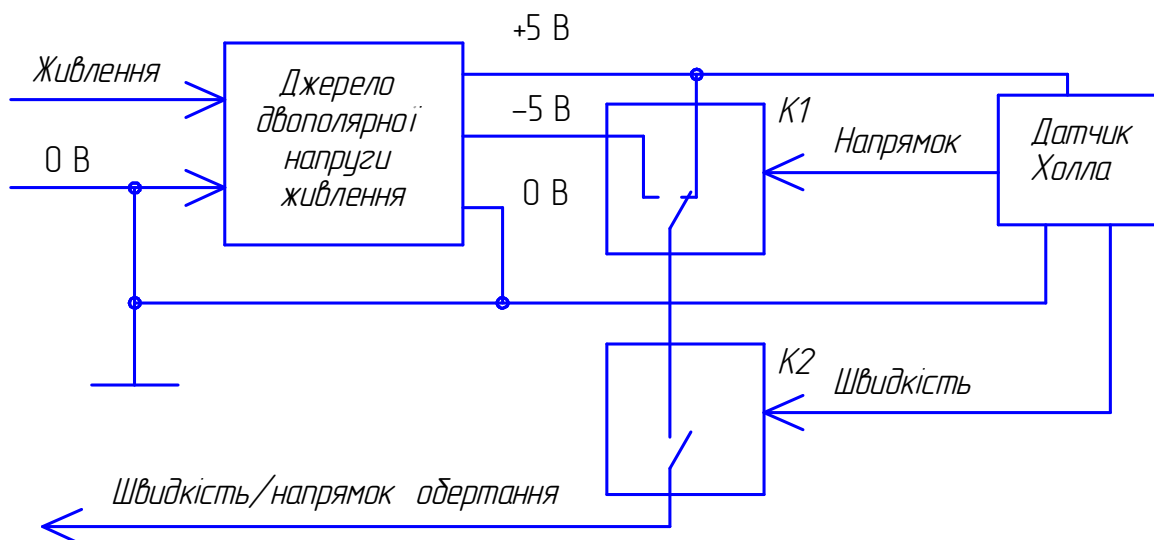 +5 В
Живлення
Джерело
двополярної
напруги
живлення
–5 В
К1
Напрямок
Датчик
Холла
0 В
0 В
К2
Швидкість
Швидкість/напрямок обертання